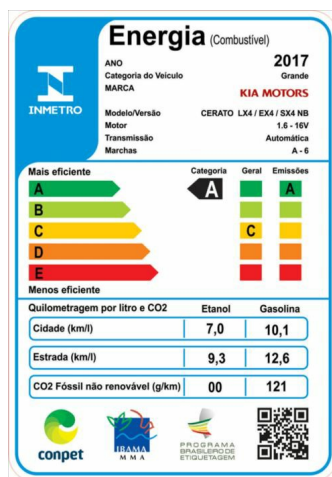 Energia (Combustível)
ANO 2017
Categoria do Veículo Grande
MARCA KIA MOTORS
INMETRO
Modelo/Versão CERATO LX4 / EX4 / SX4 NB
Motor 1.6 - 16V
Transmissão Automática
Marchas A - 6
Mais eficiente Categoria Geral Emissões
A A A
B
C C
D
E
Menos eficiente
Quilometragem por litro e CO2 Etanol Gasolina
Cidade (km/l) 7,0 10,1
Estrada (km/l) 9,3 12,6
CO2 Fóssil não renovável (g/km) 00 121
conpet
IBAMA
M M A
PROGRAMA
BRASILEIRO DE
ETIQUETAGEM